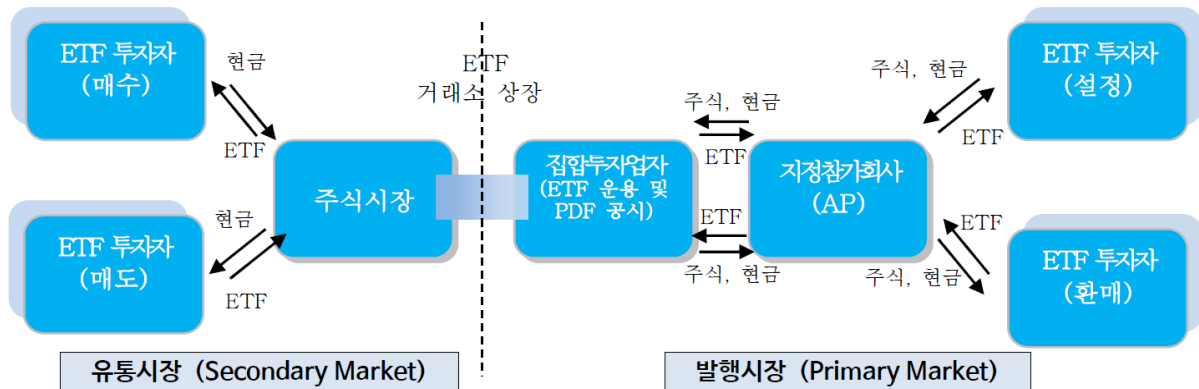 ETF 투자자
(매수)
현금
ETF
ETF
거래소 상장
주식시장
ETF 투자자
(매도)
현금
ETF
유통시장 (Secondary Market)
주식, 현금
ETF
집합투자업자
(ETF 운용 및
PDF 공시)
ETF
주식, 현금
지정참가회사
(AP)
주식, 현금
ETF
ETF 투자자
(설정)
ETF
주식, 현금
ETF 투자자
(환매)
발행시장 (Primary Market)